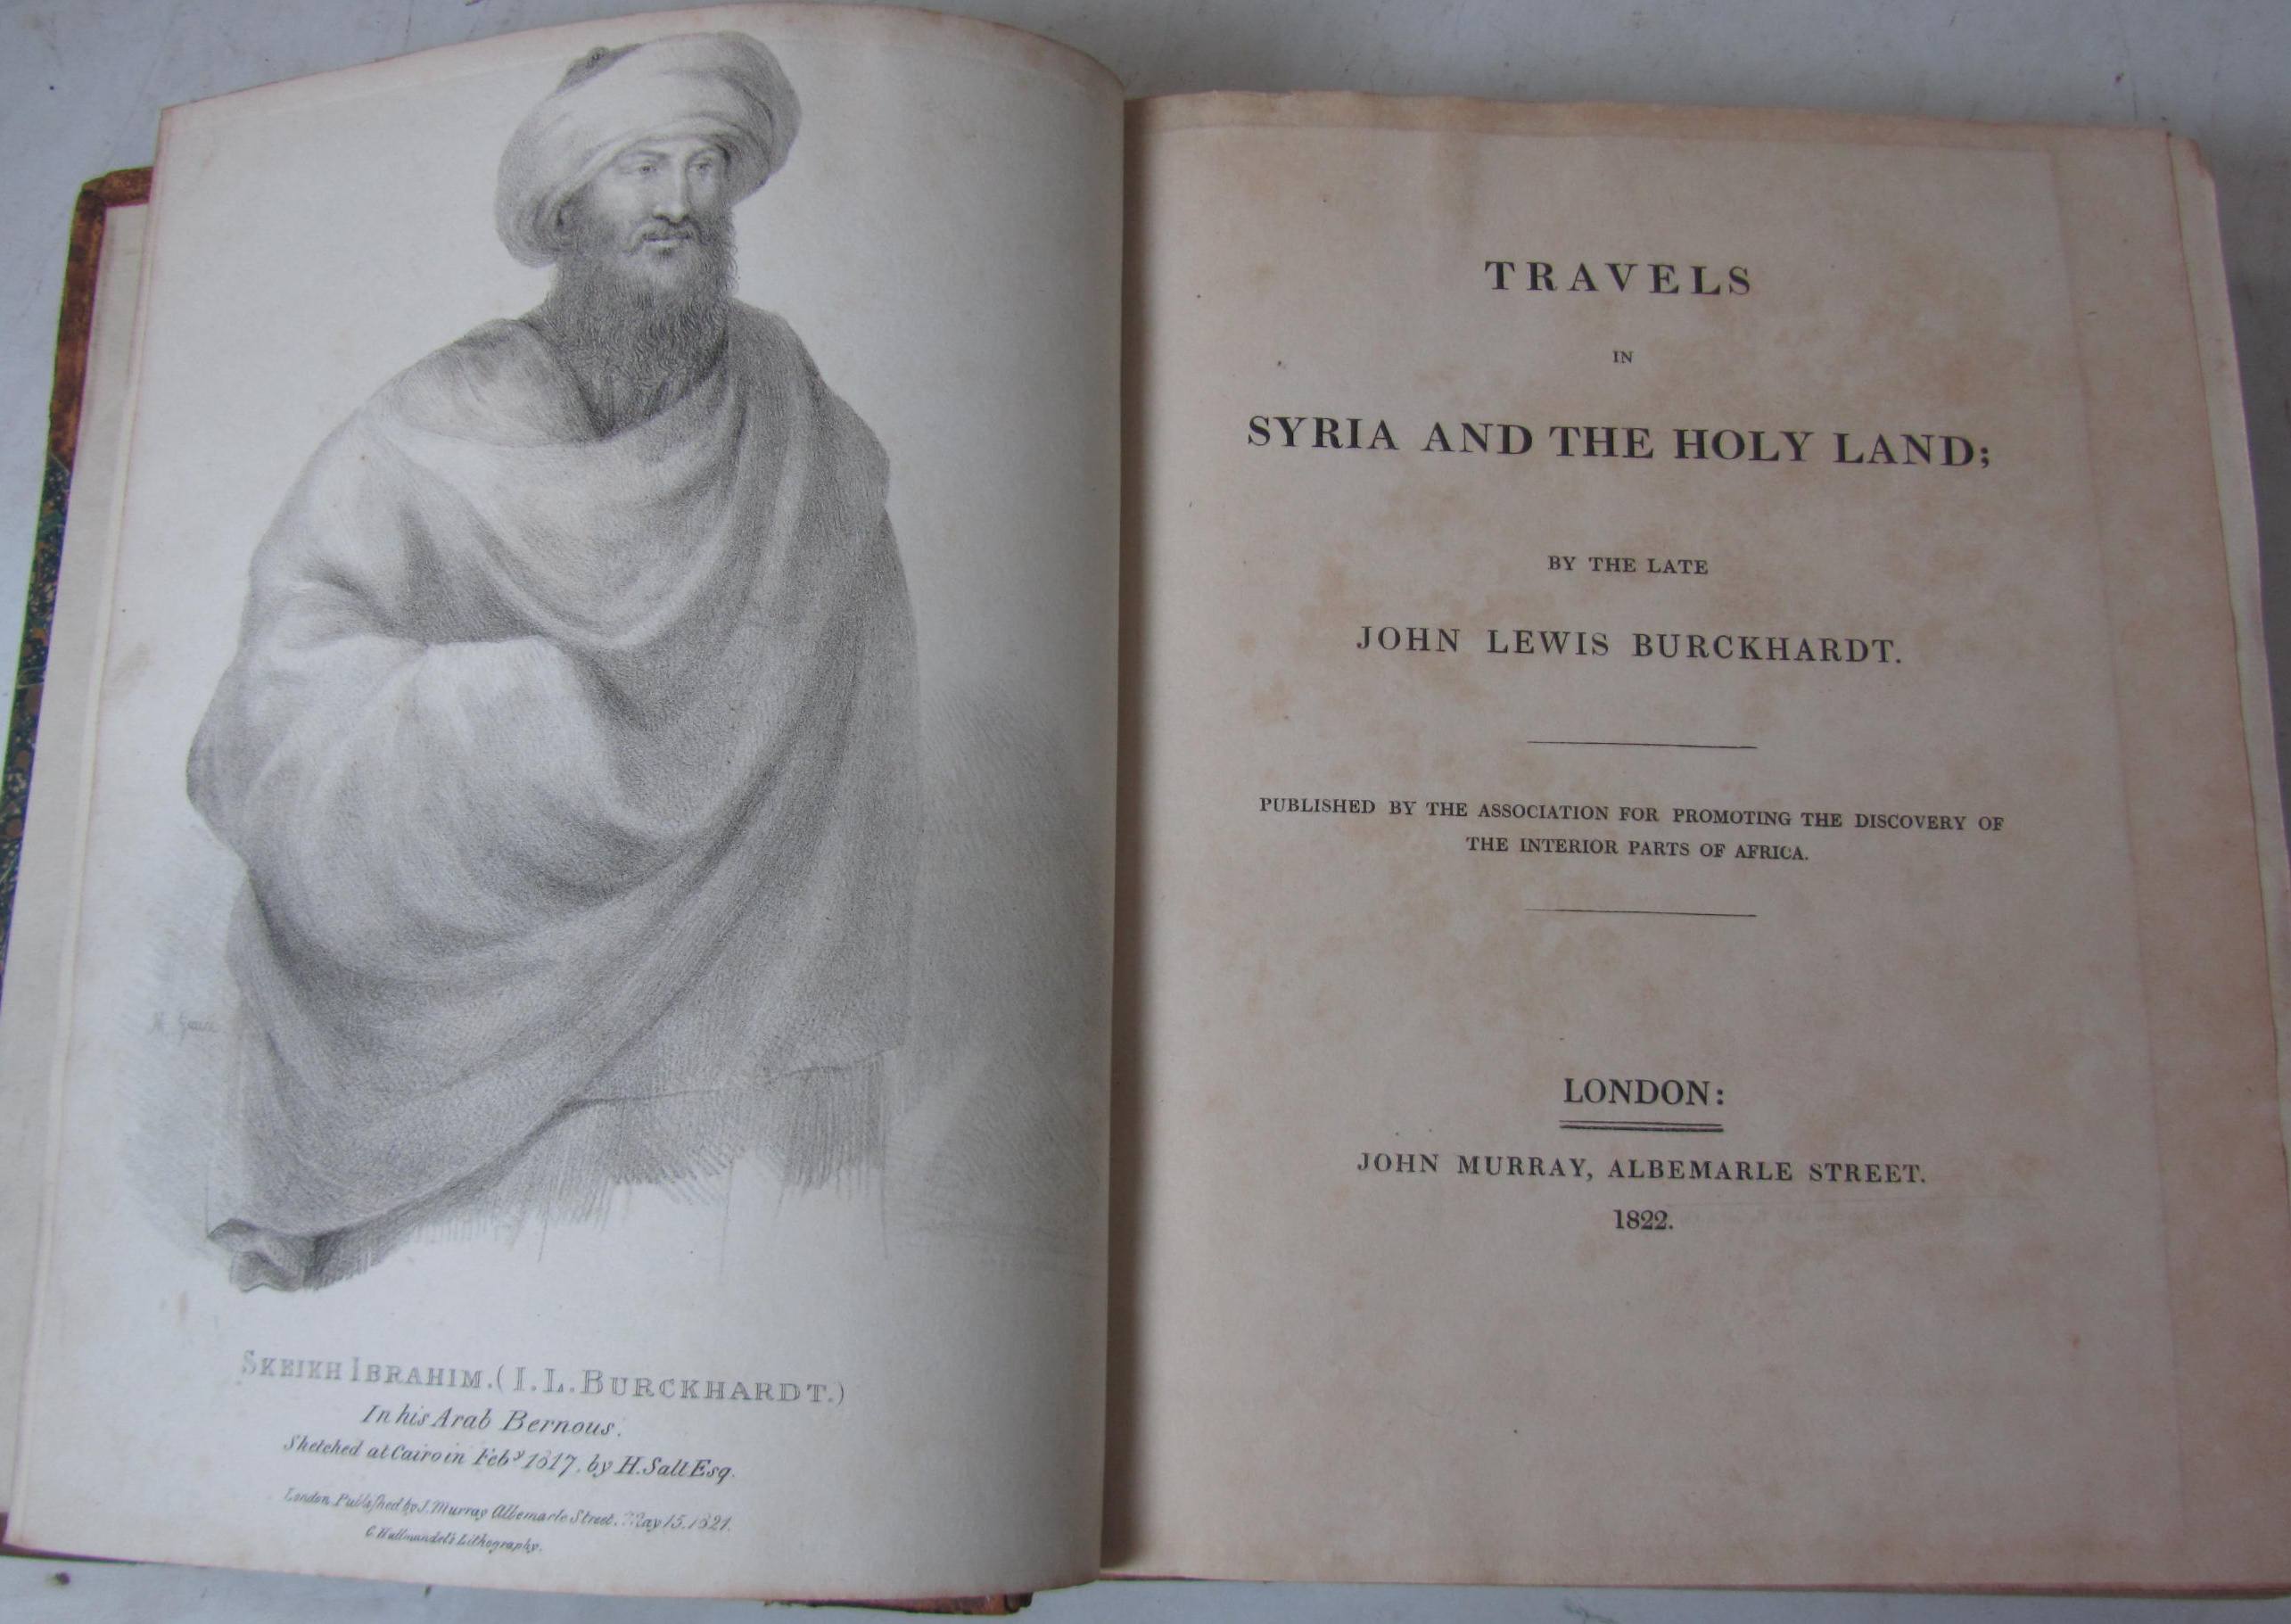 SKEIKH IBRAHIM. (I. L. BURCKHARDT.)
In his Arab Bernous.
Sketched at Cairo in Feby 1817, by H. Salt Esq.
London. Published by J. Murray Albemarle Street. May 15. 1821.
C. Hullmandel's Lithography.
TRAVELS
IN
SYRIA AND THE HOLY LAND;
BY THE LATE
JOHN LEWIS BURCKHARDT.
PUBLISHED BY THE ASSOCIATION FOR PROMOTING THE DISCOVERY OF
THE INTERIOR PARTS OF AFRICA.
LONDON:
JOHN MURRAY, ALBEMARLE STREET.
1822.